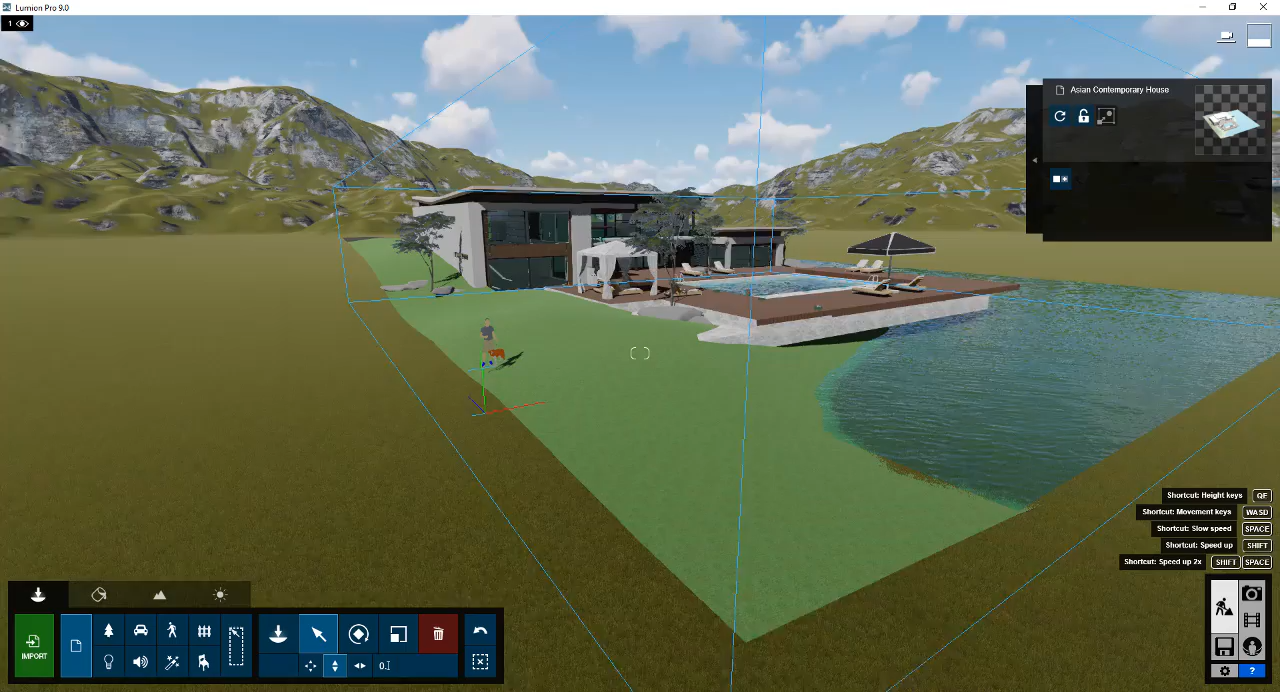 Lumion Pro 9.0
1
Asian Contemporary House
Shortcut: Height keys QE
Shortcut: Movement keys WASD
Shortcut: Slow speed SPACE
Shortcut: Speed up SHIFT
Shortcut: Speed up 2x SHIFT SPACE
IMPORT
0.
?